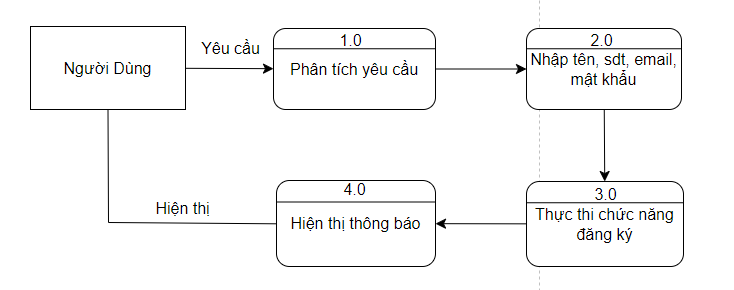 Yêu cầu
1.0
2.0
Người Dùng
Phân tích yêu cầu
Nhập tên, sdt, email,
mật khẩu
4.0
3.0
Hiện thị
Hiện thị thông báo
Thực thi chức năng
đăng ký